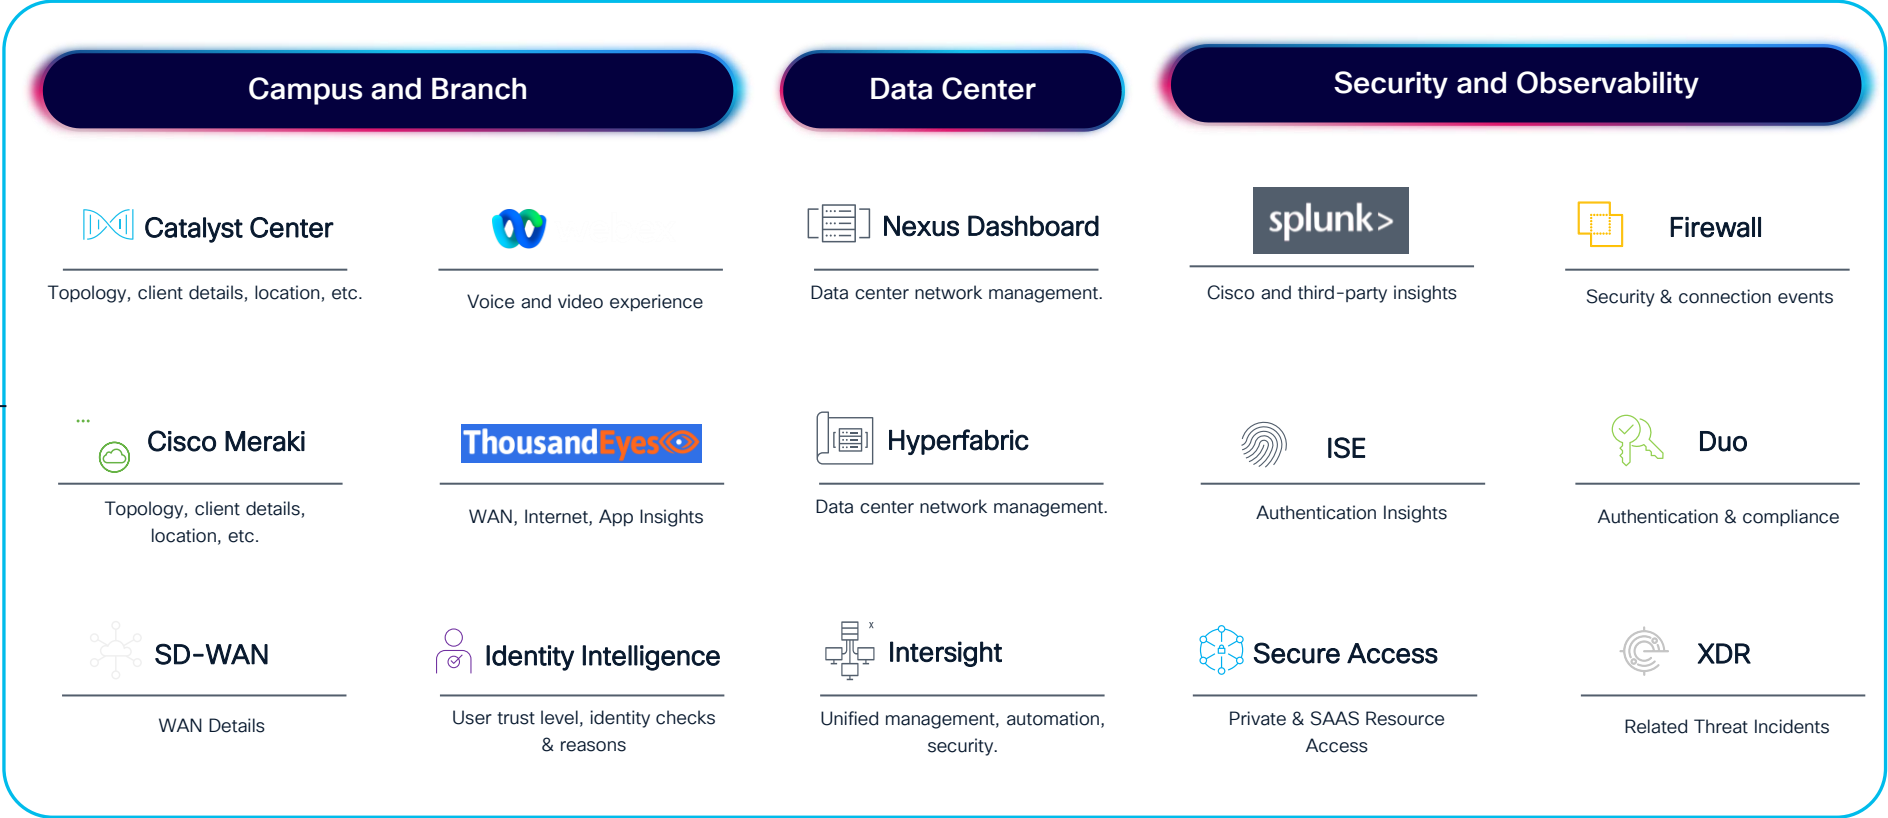 Campus and Branch
Catalyst Center
Topology, client details, location, etc.
Voice and video experience
Cisco Meraki
Topology, client details,
location, etc.
ThousandEyes
WAN, Internet, App Insights
SD-WAN
WAN Details
Identity Intelligence
User trust level, identity checks
& reasons
Data Center
Nexus Dashboard
Data center network management.
Hyperfabric
Data center network management.
x
Intersight
Unified management, automation,
security.
Security and Observability
splunk>
Cisco and third-party insights
Firewall
Security & connection events
ISE
Authentication Insights
Duo
Authentication & compliance
Secure Access
Private & SAAS Resource
Access
XDR
Related Threat Incidents